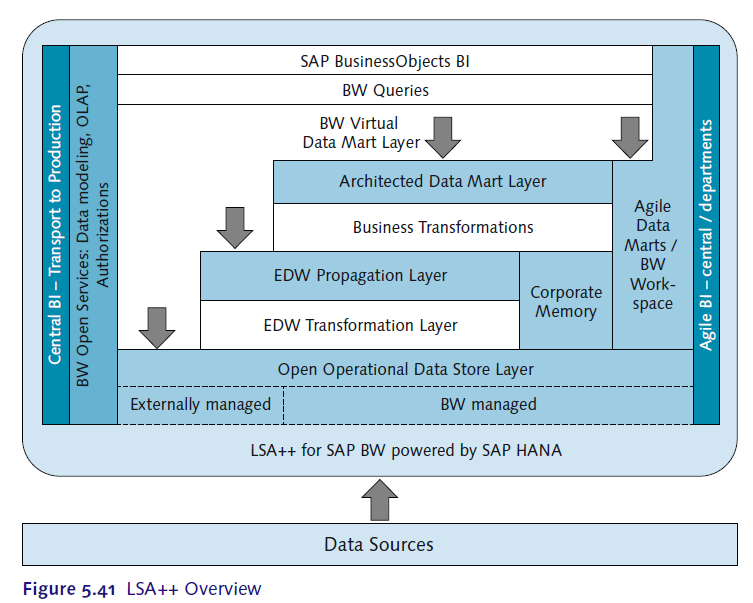 SAP BusinessObjects BI
BW Queries
BW Virtual
Data Mart Layer
Central BI – Transport to Production
BW Open Services: Data modeling, OLAP,
Authorizations
Architected Data Mart Layer
Business Transformations
EDW Propagation Layer
EDW Transformation Layer
Corporate
Memory
Agile
Data
Marts /
BW
Work-
space
Agile BI – central / departments
Open Operational Data Store Layer
Externally managed
BW managed
LSA++ for SAP BW powered by SAP HANA
Data Sources
Figure 5.41 LSA++ Overview